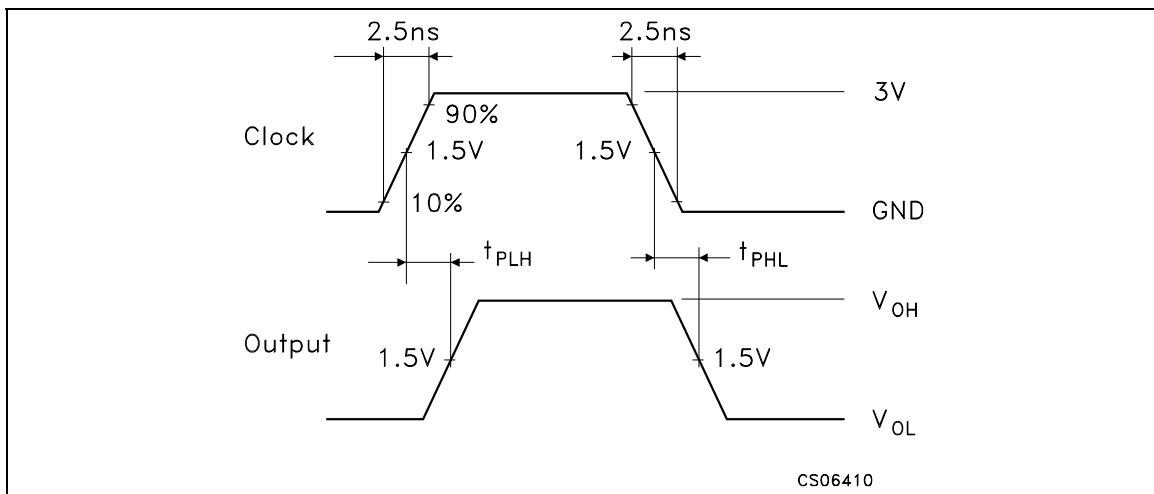 2.5ns 2.5ns
3V
90%
Clock
1.5V 1.5V
10%
GND
tPLH tPHL
VOH
Output
1.5V 1.5V
VOL
CS06410